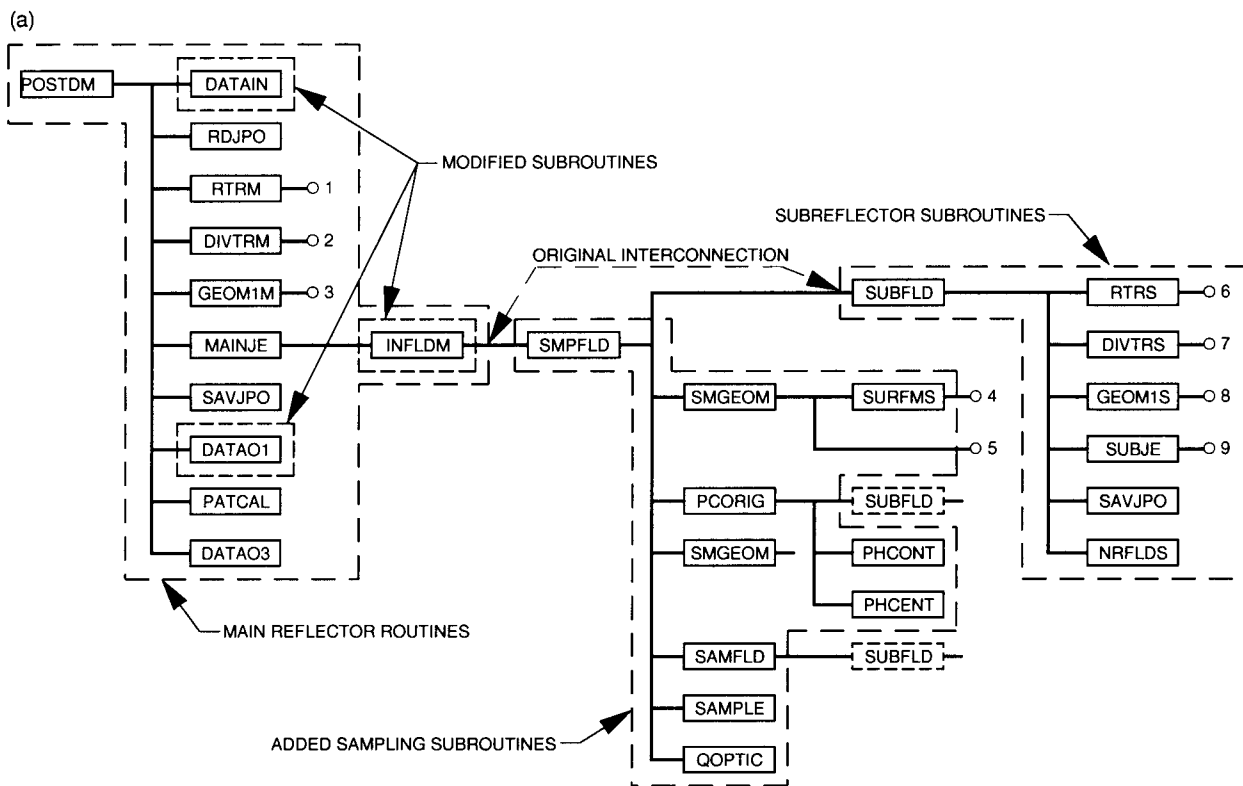 (a)
POSTDM
DATAIN
RDJPO
MODIFIED SUBROUTINES
RTRM 1
SUBREFLECTOR SUBROUTINES
DIVTRM 2
ORIGINAL INTERCONNECTION
GEOM1M 3
SUBFLD
RTRS 6
MAINJE
INFLDM
SMPFLD
DIVTRS 7
SAVJPO
SMGEOM
SURFMS 4
GEOM1S 8
DATAO1
5
SUBJE 9
PATCAL
PCORIG
SUBFLD
SAVJPO
DATAO3
SMGEOM
PHCONT
NRFLDS
PHCENT
MAIN REFLECTOR ROUTINES
SAMFLD
SUBFLD
SAMPLE
ADDED SAMPLING SUBROUTINES
QOPTIC